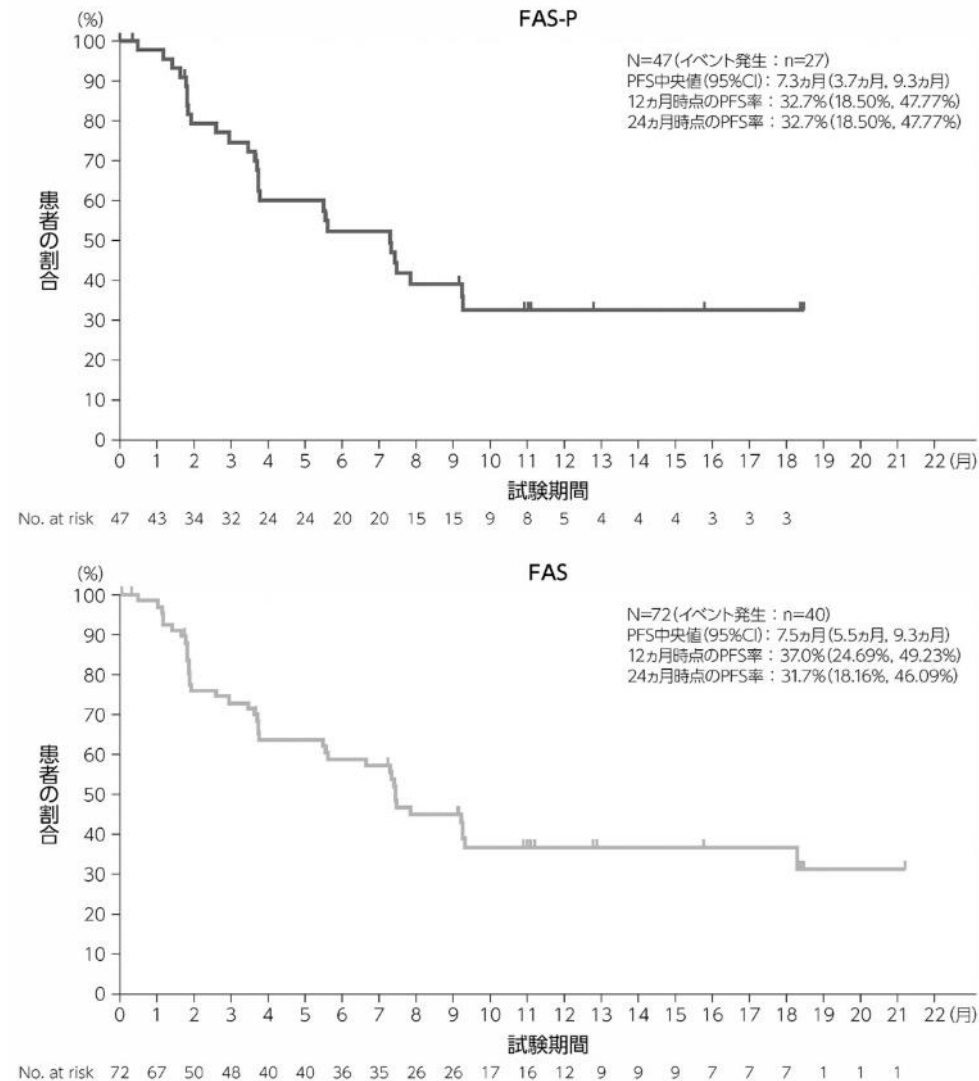 FAS-P
(%)
N=47(イベント発生：n=27)
PFS中央値(95%CI)：7.3ヵ月(3.7ヵ月, 9.3ヵ月)
12ヵ月時点のPFS率：32.7%(18.50%, 47.77%)
24ヵ月時点のPFS率：32.7%(18.50%, 47.77%)
100
90
80
70
60
50
40
30
20
10
0
患者の割合
0 1 2 3 4 5 6 7 8 9 10 11 12 13 14 15 16 17 18 19 20 21 22 (月)
試験期間
No. at risk 47 43 34 32 24 24 20 20 15 15 9 8 5 4 4 4 3 3 3
FAS
(%)
N=72(イベント発生：n=40)
PFS中央値(95%CI)：7.5ヵ月(5.5ヵ月, 9.3ヵ月)
12ヵ月時点のPFS率：37.0%(24.69%, 49.23%)
24ヵ月時点のPFS率：31.7%(18.16%, 46.09%)
100
90
80
70
60
50
40
30
20
10
0
患者の割合
0 1 2 3 4 5 6 7 8 9 10 11 12 13 14 15 16 17 18 19 20 21 22 (月)
試験期間
No. at risk 72 67 50 48 40 40 36 35 26 26 17 16 12 9 9 9 7 7 7 1 1 1